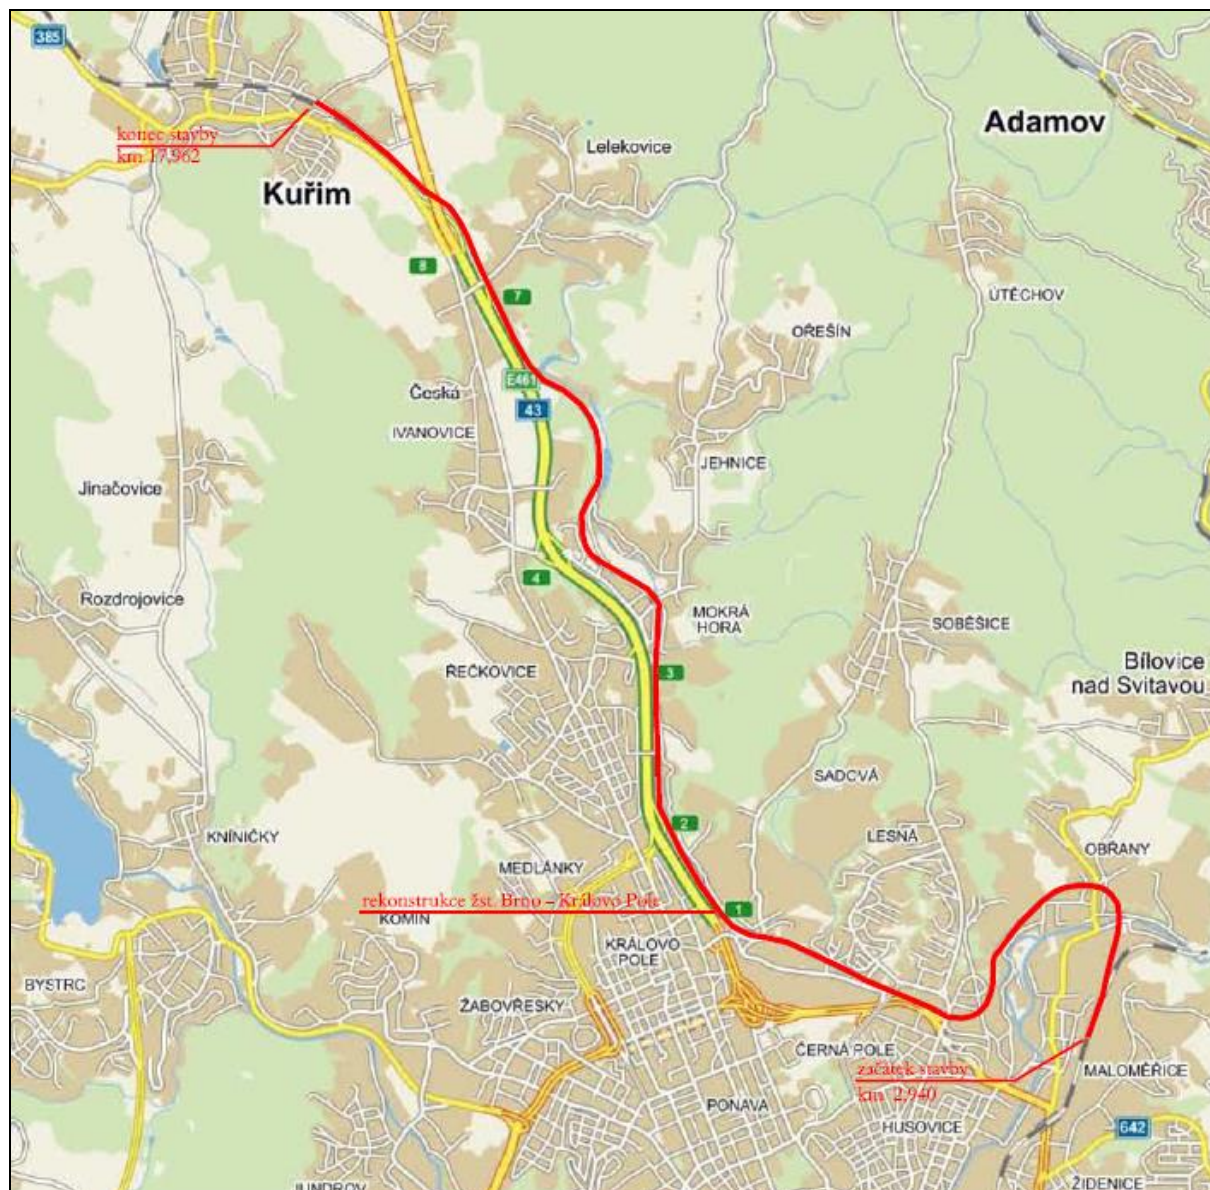 385
Adamov
konec stavby
km 17,962
Lelekovice
Kuřim
8
7
ÚTĚCHOV
OŘEŠÍN
E461
Česká
43
IVANOVICE
JEHNICE
Jinačovice
4
Rozdrojovice
MOKRÁ
HORA
SOBĚŠICE
Bílovice
nad Svitavou
ŘEČKOVICE
3
SADOVÁ
2
KNÍNIČKY
LESNÁ
OBŘANY
MEDLÁNKY
rekonstrukce žst. Brno – Královo Pole
1
KOMÍN
KRÁLOVO
POLE
BYSTRC
ŽABOVŘESKY
ČERNÁ POLE
začátek stavby
km 2,940
MALOMĚŘICE
PONAVA
HUSOVICE
642
JUNDROV
ŽIDENICE